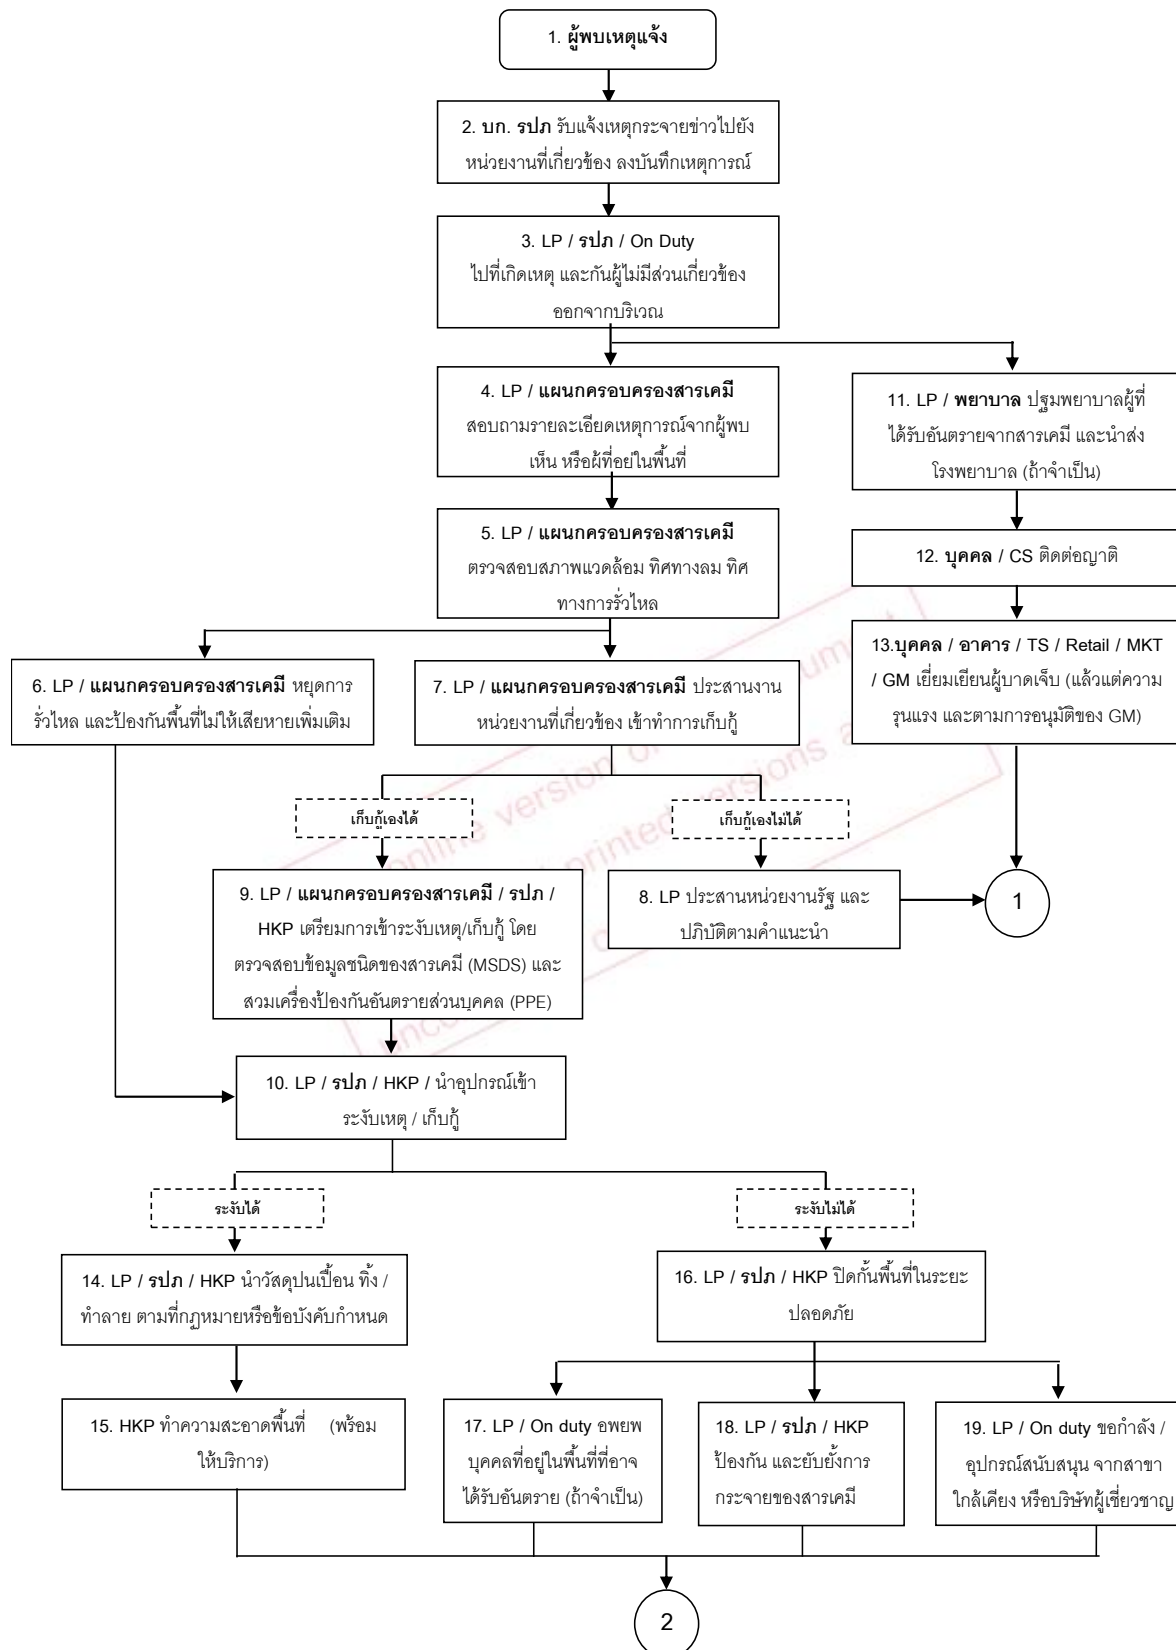 1. ผู้พบเหตุแจ้ง
2. บก. รปภ รับแจ้งเหตุกระจายข่าวไปยัง
หน่วยงานที่เกี่ยวข้อง ลงบันทึกเหตุการณ์
3. LP / รปภ / On Duty
ไปที่เกิดเหตุ และกันผู้ไม่มีส่วนเกี่ยวข้อง
ออกจากบริเวณ
4. LP / แผนกครอบครองสารเคมี
สอบถามรายละเอียดเหตุการณ์จากผู้พบ
เห็น หรือผู้ที่อยู่ในพื้นที่
11. LP / พยาบาล ปฐมพยาบาลผู้ที่
ได้รับอันตรายจากสารเคมี และนำส่ง
โรงพยาบาล (ถ้าจำเป็น)
5. LP / แผนกครอบครองสารเคมี
ตรวจสอบสภาพแวดล้อม ทิศทางลม ทิศ
ทางการรั่วไหล
12. บุคคล / CS ติดต่อญาติ
6. LP / แผนกครอบครองสารเคมี หยุดการ
รั่วไหล และป้องกันพื้นที่ไม่ให้เสียหายเพิ่มเติม
7. LP / แผนกครอบครองสารเคมี ประสานงาน
หน่วยงานที่เกี่ยวข้อง เข้าทำการเก็บกู้
13.บุคคล / อาคาร / TS / Retail / MKT
/ GM เยี่ยมเยียนผู้บาดเจ็บ (แล้วแต่ความ
รุนแรง และตามการอนุมัติของ GM)
เก็บกู้เองได้
เก็บกู้เองไม่ได้
9. LP / แผนกครอบครองสารเคมี / รปภ /
HKP เตรียมการเข้าระงับเหตุ/เก็บกู้ โดย
ตรวจสอบข้อมูลชนิดของสารเคมี (MSDS) และ
สวมเครื่องป้องกันอันตรายส่วนบุคคล (PPE)
8. LP ประสานหน่วยงานรัฐ และ
ปฏิบัติตามคำแนะนำ
1
10. LP / รปภ / HKP / นำอุปกรณ์เข้า
ระงับเหตุ / เก็บกู้
ระงับได้
ระงับไม่ได้
14. LP / รปภ / HKP นำวัสดุปนเปื้อน ทิ้ง /
ทำลาย ตามที่กฎหมายหรือข้อบังคับกำหนด
16. LP / รปภ / HKP ปิดกั้นพื้นที่ในระยะ
ปลอดภัย
15. HKP ทำความสะอาดพื้นที่ (พร้อม
ให้บริการ)
17. LP / On duty อพยพ
บุคคลที่อยู่ในพื้นที่ที่อาจ
ได้รับอันตราย (ถ้าจำเป็น)
18. LP / รปภ / HKP
ป้องกัน และยับยั้งการ
กระจายของสารเคมี
19. LP / On duty ขอกำลัง /
อุปกรณ์สนับสนุน จากสาขา
ใกล้เคียง หรือบริษัทผู้เชี่ยวชาญ
2
online version
printed versions